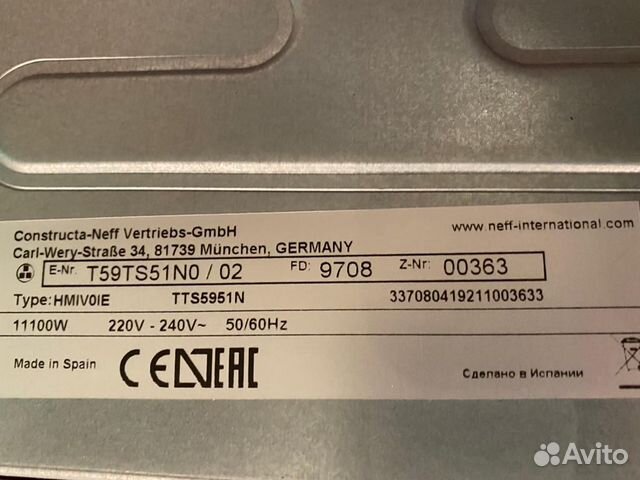 Constructa-Neff Vertriebs-GmbH
www.neff-international.com
Carl-Wery-Straße 34, 81739 München, GERMANY
E-Nr. T59TS51N0 / 02 FD: 9708 Z-Nr: 00363
Type: HMIV0IE TTS5951N 337080419211003633
11100W 220V - 240V~ 50/60Hz
Made in Spain CE EAC Сделано в Испании
Avito